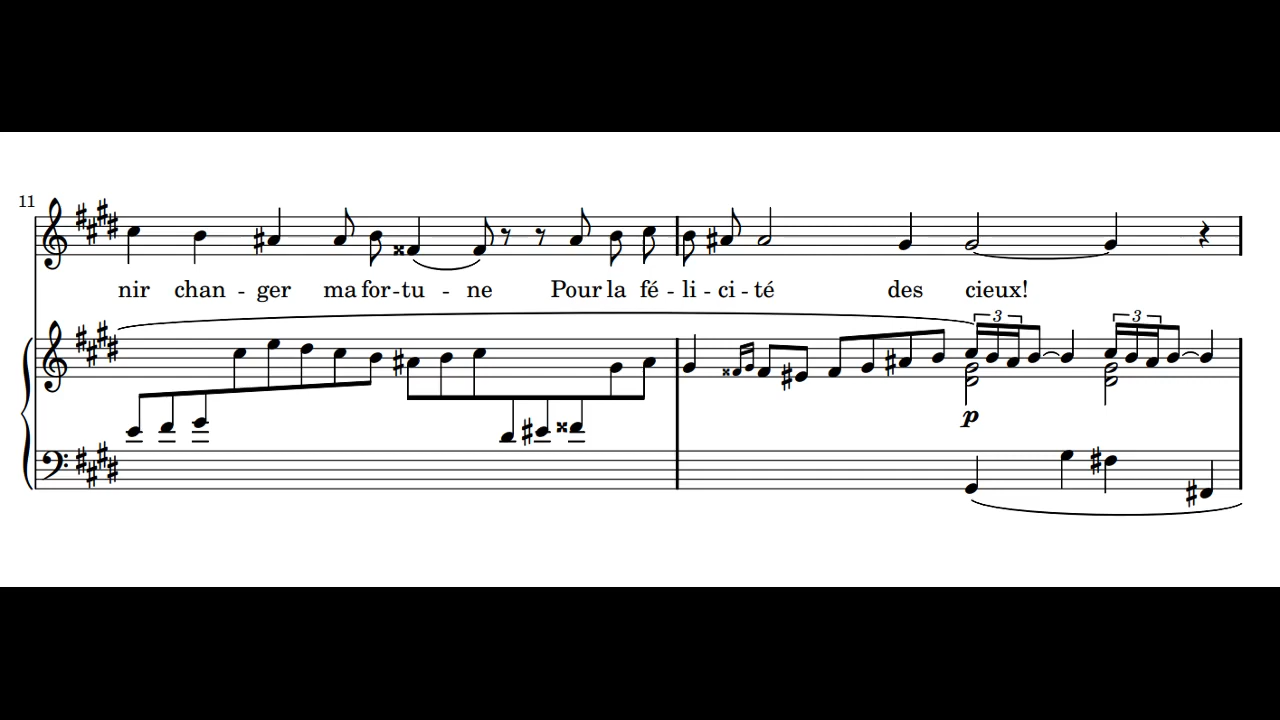 11
nir chan - ger ma for - tu - ne Pour la fé - li - ci - té des cieux!
3 3
p